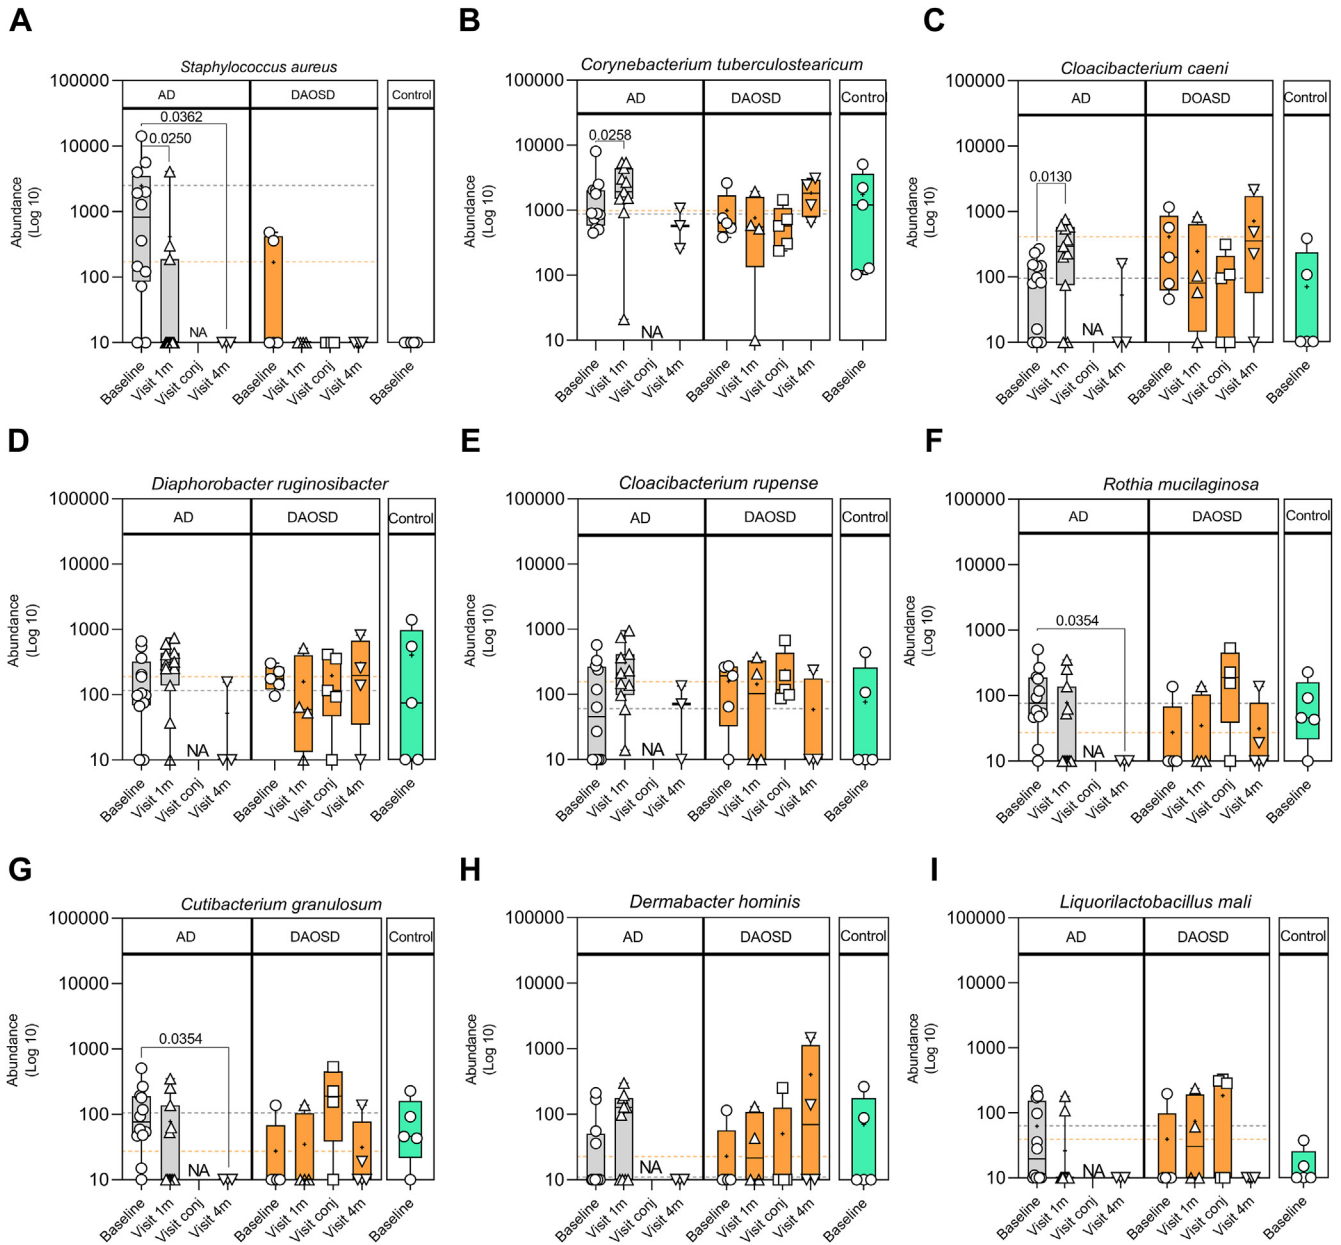 A
Staphylococcus aureus
100000
10000
1000
100
10
Abundance
(Log 10)
AD
DAOSD
Control
0.0362
0.0250
NA
Baseline
Visit 1m
Visit conj
Visit 4m
Baseline
Visit 1m
Visit conj
Visit 4m
Baseline
B
Corynebacterium tuberculostearicum
100000
10000
1000
100
10
Abundance
(Log 10)
AD
DAOSD
Control
0.0258
NA
Baseline
Visit 1m
Visit conj
Visit 4m
Baseline
Visit 1m
Visit conj
Visit 4m
Baseline
C
Cloacibacterium caeni
100000
10000
1000
100
10
Abundance
(Log 10)
AD
DOASD
Control
0.0130
NA
Baseline
Visit 1m
Visit conj
Visit 4m
Baseline
Visit 1m
Visit conj
Visit 4m
Baseline
D
Diaphorobacter ruginosibacter
100000
10000
1000
100
10
Abundance
(Log 10)
AD
DAOSD
Control
NA
Baseline
Visit 1m
Visit conj
Visit 4m
Baseline
Visit 1m
Visit conj
Visit 4m
Baseline
E
Cloacibacterium rupense
100000
10000
1000
100
10
Abundance
(Log 10)
AD
DAOSD
Control
NA
Baseline
Visit 1m
Visit conj
Visit 4m
Baseline
Visit 1m
Visit conj
Visit 4m
Baseline
F
Rothia mucilaginosa
100000
10000
1000
100
10
Abundance
(Log 10)
AD
DAOSD
Control
0.0354
NA
Baseline
Visit 1m
Visit conj
Visit 4m
Baseline
Visit 1m
Visit conj
Visit 4m
Baseline
G
Cutibacterium granulosum
100000
10000
1000
100
10
Abundance
(Log 10)
AD
DAOSD
Control
0.0354
NA
Baseline
Visit 1m
Visit conj
Visit 4m
Baseline
Visit 1m
Visit conj
Visit 4m
Baseline
H
Dermabacter hominis
100000
10000
1000
100
10
Abundance
(Log 10)
AD
DAOSD
Control
NA
Baseline
Visit 1m
Visit conj
Visit 4m
Baseline
Visit 1m
Visit conj
Visit 4m
Baseline
I
Liquorilactobacillus mali
100000
10000
1000
100
10
Abundance
(Log 10)
AD
DAOSD
Control
NA
Baseline
Visit 1m
Visit conj
Visit 4m
Baseline
Visit 1m
Visit conj
Visit 4m
Baseline